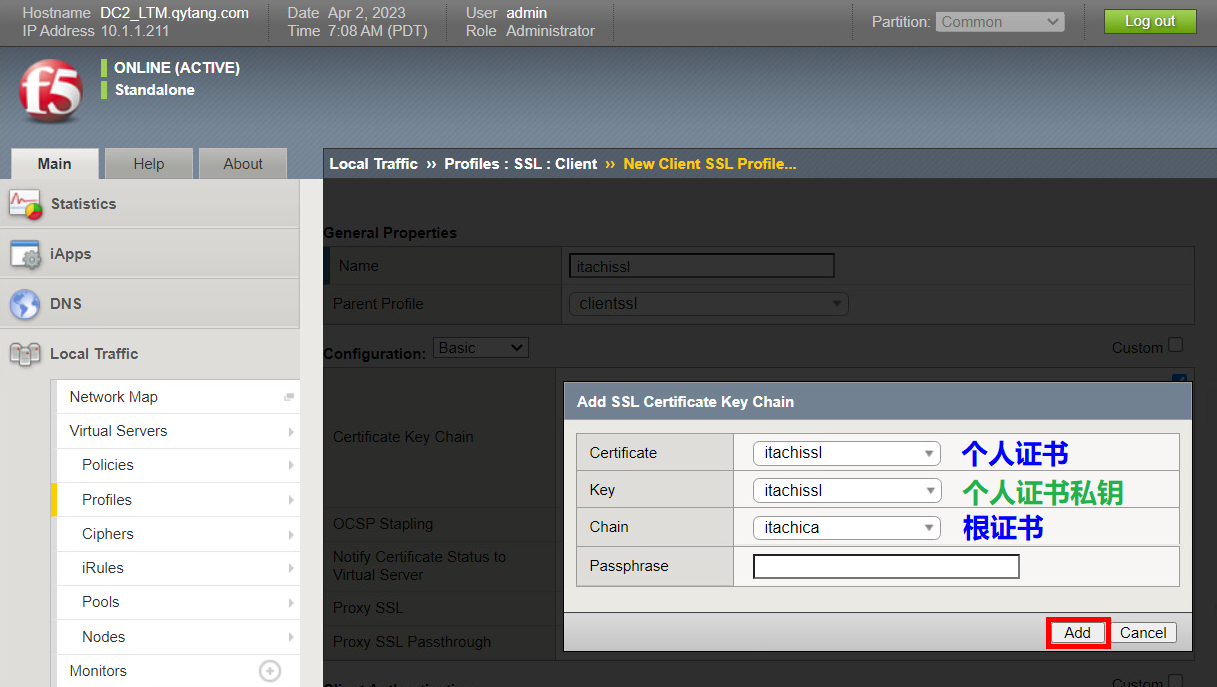 Hostname DC2_LTM.qytang.com Date Apr 2, 2023 User admin
IP Address 10.1.1.211 Time 7:08 AM (PDT) Role Administrator
Partition: Common Log out
f5
ONLINE (ACTIVE)
Standalone
Main Help About
Local Traffic ›› Profiles : SSL : Client ›› New Client SSL Profile...
Statistics
iApps
DNS
Local Traffic
Network Map
Virtual Servers
Policies
Profiles
Ciphers
iRules
Pools
Nodes
Monitors
General Properties
Name itachissl
Parent Profile clientssl
Configuration: Basic Custom
Certificate Key Chain
OCSP Stapling
Notify Certificate Status to
Virtual Server
Proxy SSL
Proxy SSL Passthrough
Client Authentication Custom
Add SSL Certificate Key Chain
Certificate itachissl 个人证书
Key itachissl 个人证书私钥
Chain itachica 根证书
Passphrase
Add Cancel